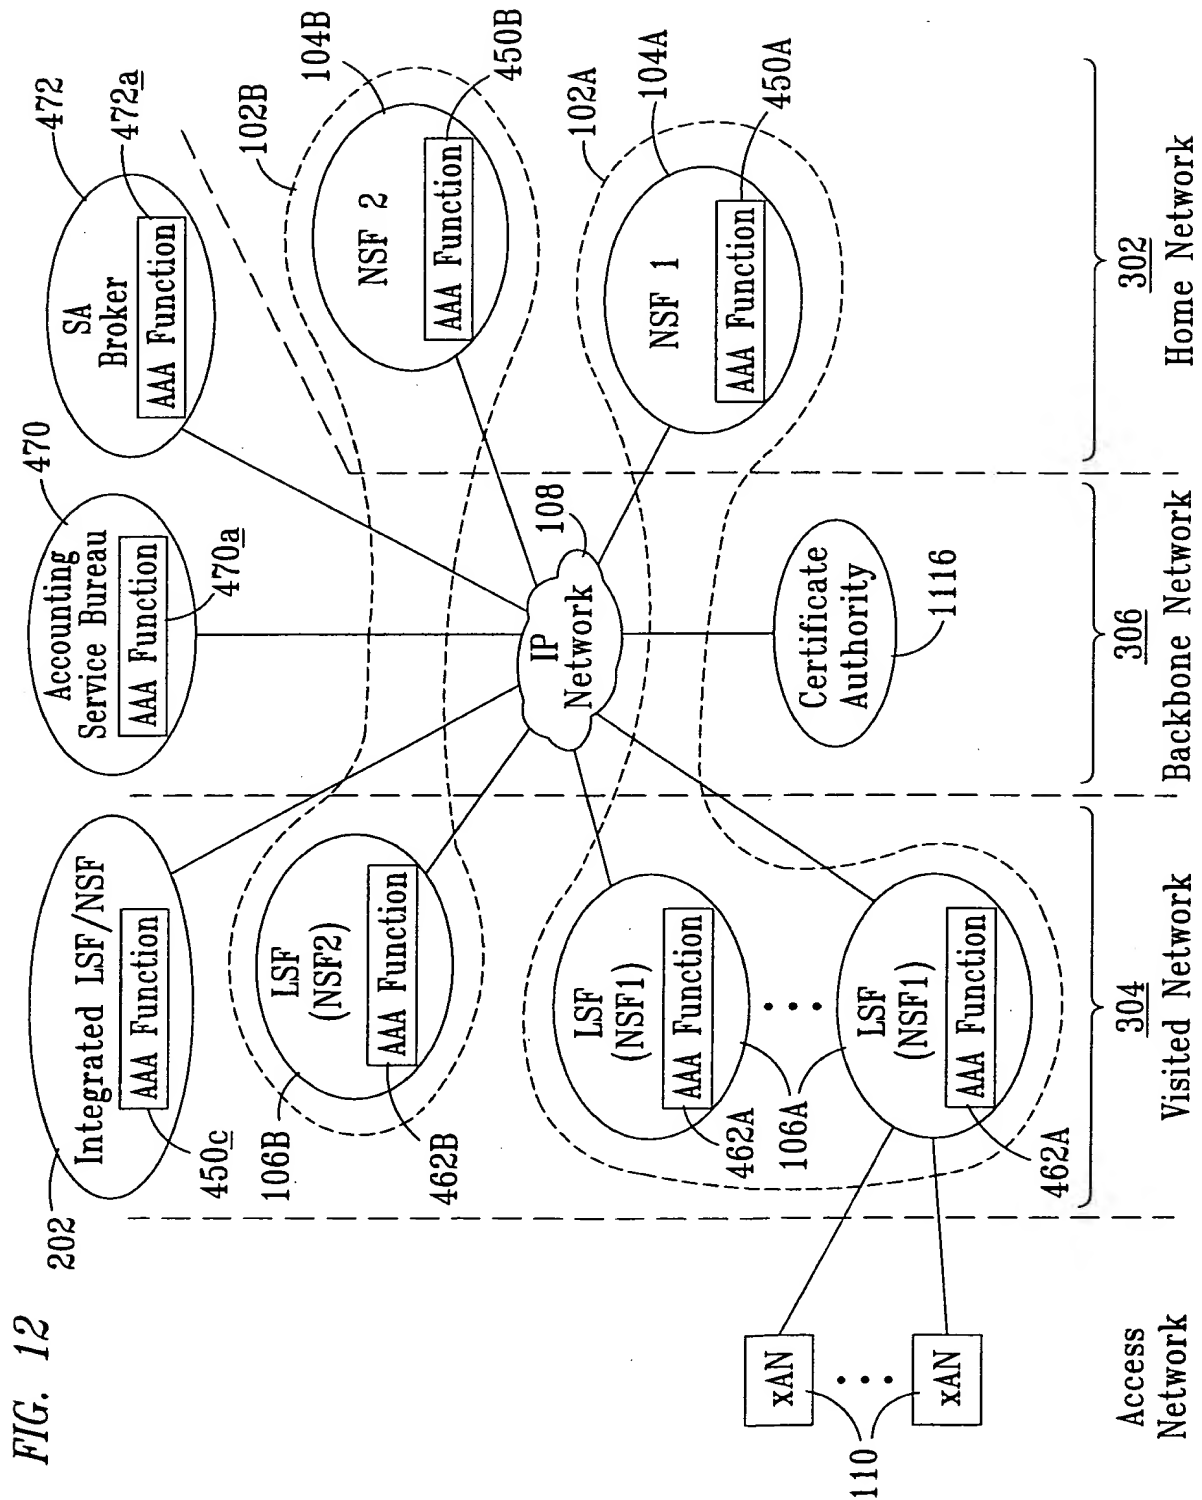 FIG. 12
202
Integrated LSF/NSF
AAA Function
450c
470
Accounting
Service Bureau
AAA Function
470a
472
SA
Broker
AAA Function
472a
106B
LSF
(NSF2)
AAA Function
462B
102B
104B
NSF 2
AAA Function
450B
108
IP
Network
LSF
(NSF1)
AAA Function
462A
106A
LSF
(NSF1)
AAA Function
462A
102A
104A
NSF 1
AAA Function
450A
Certificate
Authority
1116
xAN
xAN
110
Access
Network
304
Visited Network
306
Backbone Network
302
Home Network